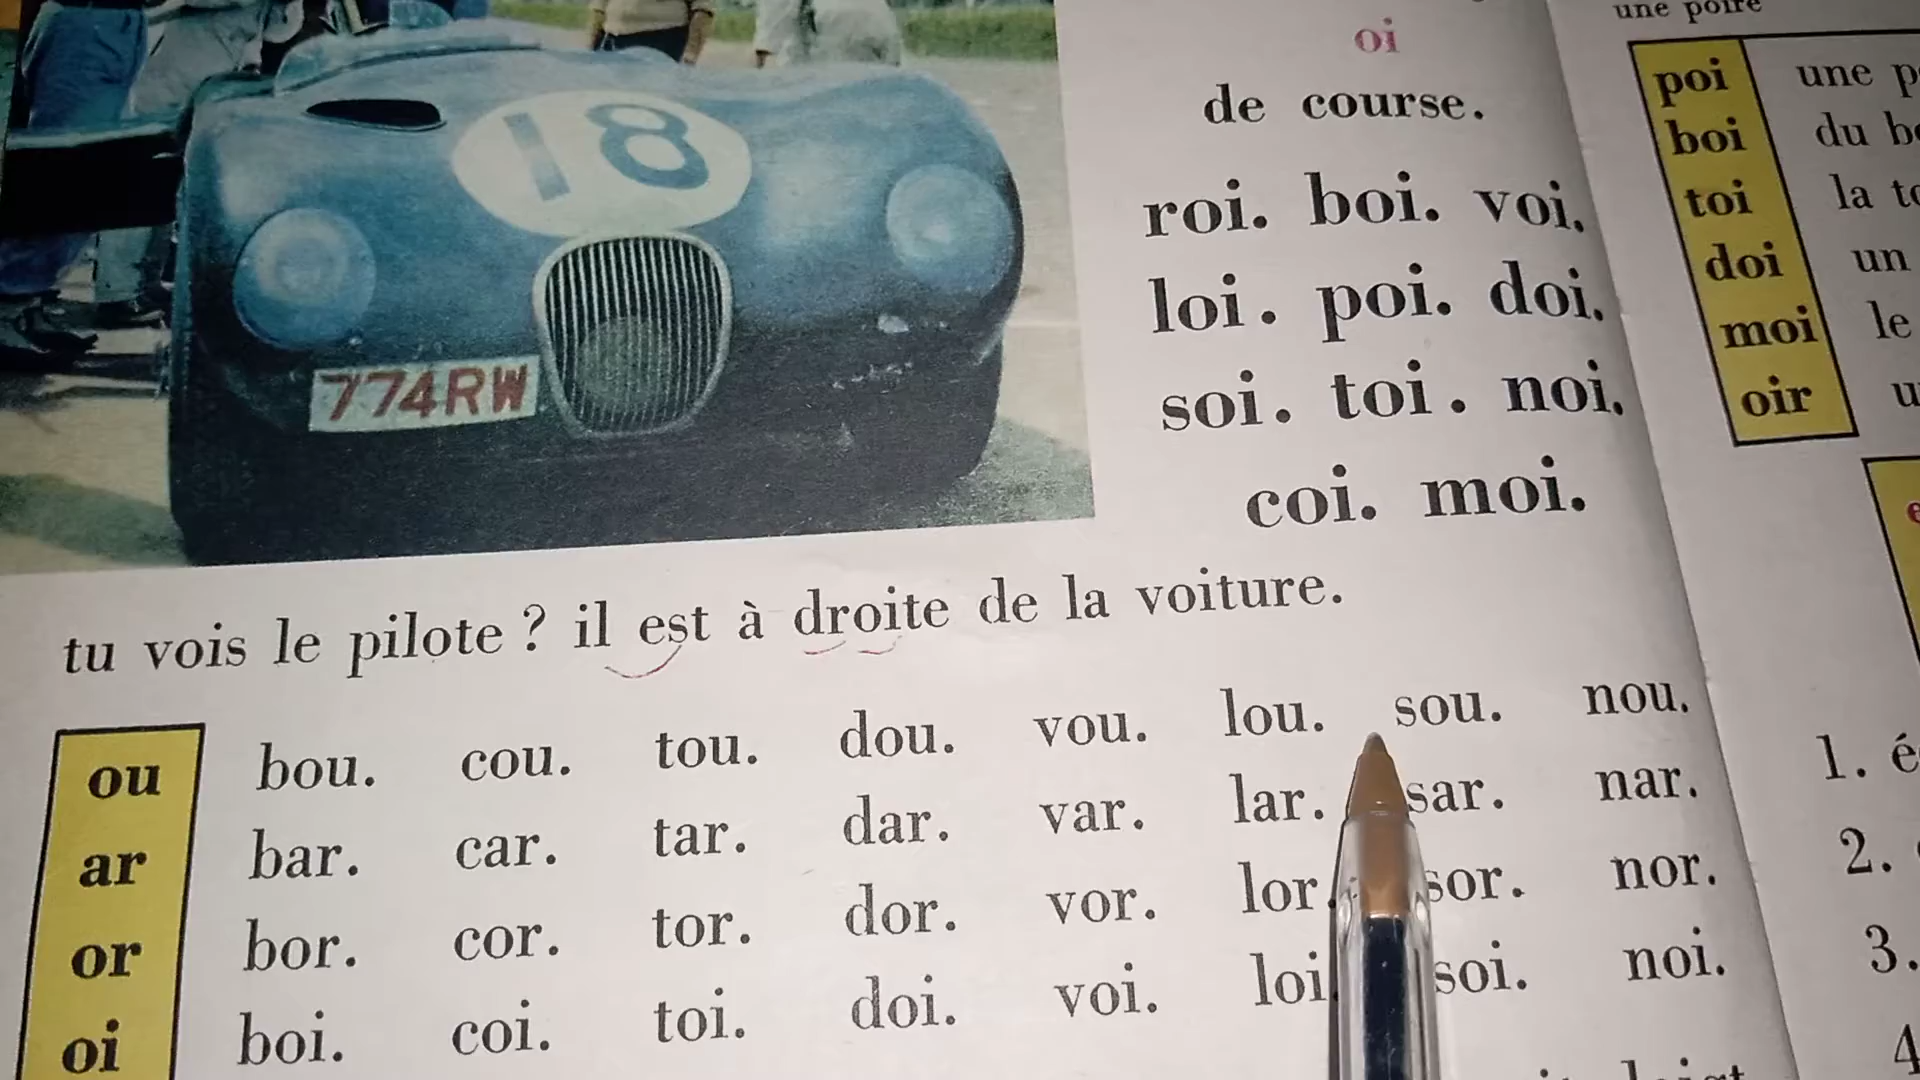 18
774RW
oi
de course.
roi. boi. voi.
loi. poi. doi.
soi. toi. noi.
coi. moi.
tu vois le pilote ? il est à droite de la voiture.
ou bou. cou. tou. dou. vou. lou. sou. nou.
ar bar. car. tar. dar. var. lar. sar. nar.
or bor. cor. tor. dor. vor. lor. sor. nor.
oi boi. coi. toi. doi. voi. loi. soi. noi.
une poire
poi une
boi du
toi la
doi un
moi le
oir
1.
2.
3.
4